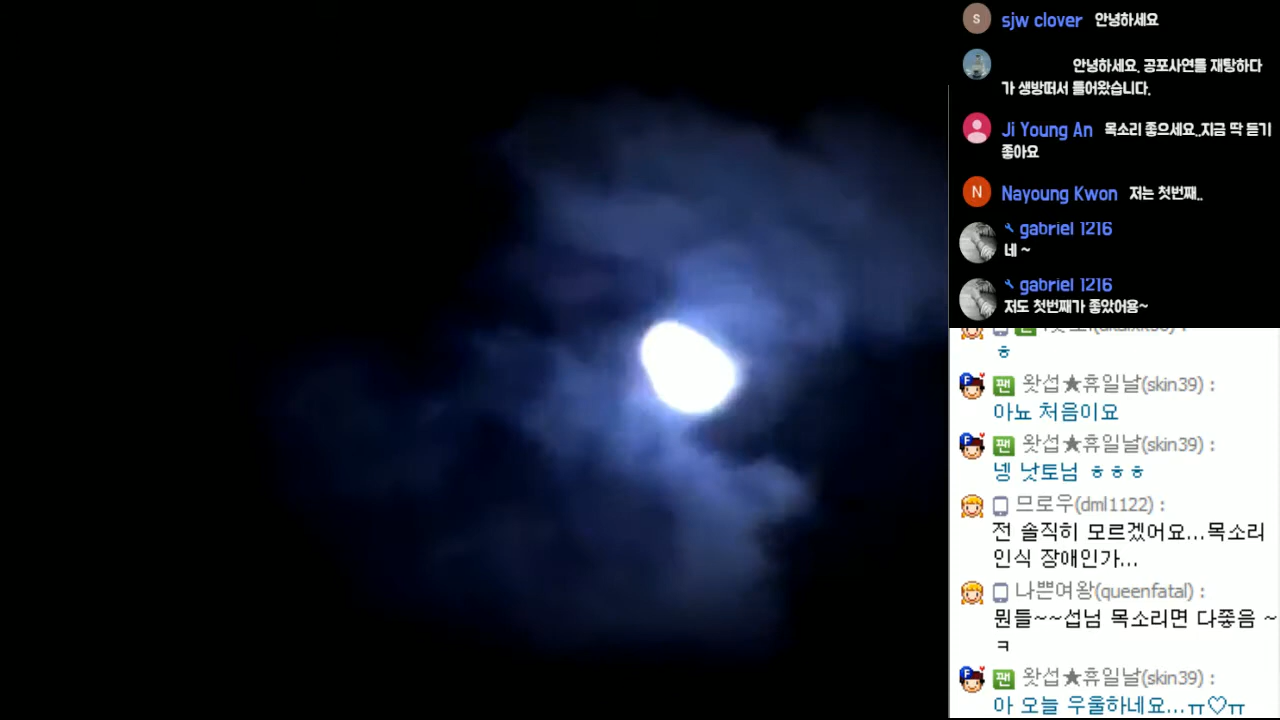 sjw clover 안녕하세요
안녕하세요, 공포사연틀 재탕하다
가 생방떠서 틀어왔습니다.
Ji Young An 목소리 좋으세요..지금 딱 듣기
좋아요
Nayoung Kwon 저는 첫번째..
gabriel 1216
네 ~
gabriel 1216
저도 첫번째가 좋았어용~
ㅎ
팬 왓섭★휴일날(skin39) :
아뇨 처음이요
팬 왓섭★휴일날(skin39) :
넹 낫토님 ㅎㅎㅎ
므로우(dml1122) :
전 솔직히 모르겠어요...목소리
인식 장애인가...
나쁜여왕(queenfatal) :
뭔들~~섭님 목소리면 다좋음 ~
ㅋ
팬 왓섭★휴일날(skin39) :
아 오늘 우울하네요...ㅠ♡ㅠ